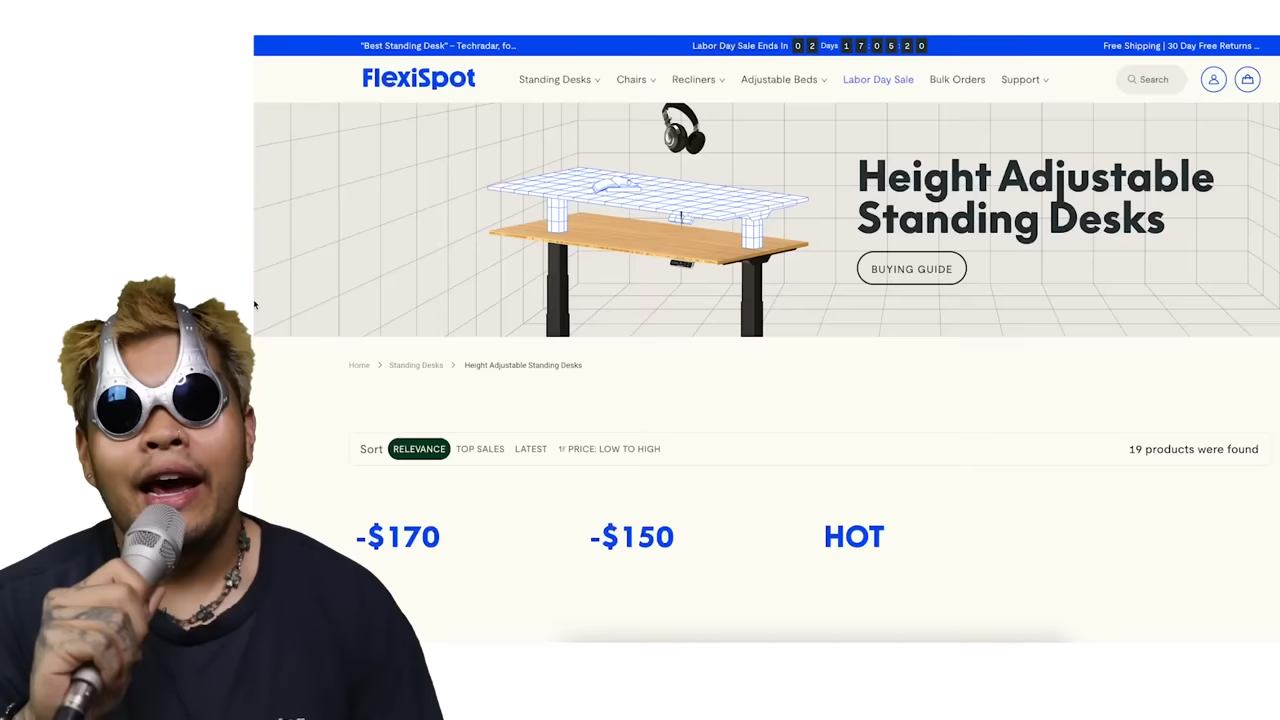 "Best Standing Desk" – Techradar, fo...
Labor Day Sale Ends In 0 2 Days 1 7 : 0 5 : 2 0
Free Shipping | 30 Day Free Returns ...
FlexiSpot
Standing Desks
Chairs
Recliners
Adjustable Beds
Labor Day Sale
Bulk Orders
Support
Search
Height Adjustable
Standing Desks
BUYING GUIDE
Home > Standing Desks > Height Adjustable Standing Desks
Sort RELEVANCE TOP SALES LATEST PRICE: LOW TO HIGH
19 products were found
-$170
-$150
HOT